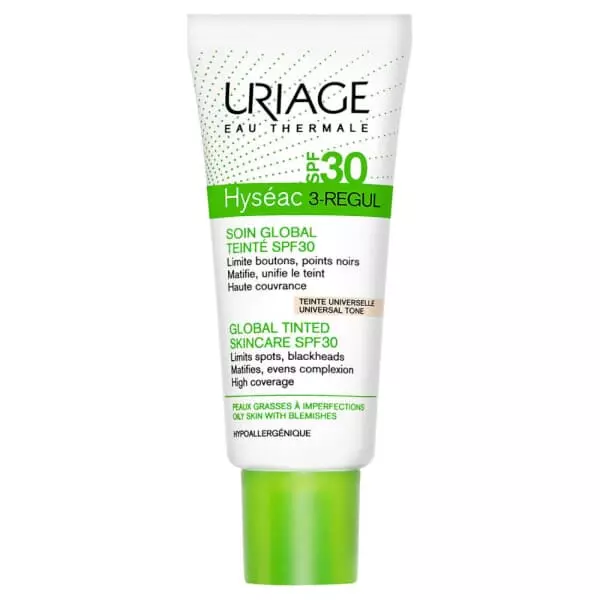 URIAGE
EAU THERMALE
SPF30
Hyséac 3-REGUL
SOIN GLOBAL
TEINTÉ SPF30
Limite boutons, points noirs
Matifie, unifie le teint
Haute couvrance
TEINTE UNIVERSELLE
UNIVERSAL TONE
GLOBAL TINTED
SKINCARE SPF30
Limits spots, blackheads
Matifies, evens complexion
High coverage
PEAUX GRASSES À IMPERFECTIONS
OILY SKIN WITH BLEMISHES
HYPOALLERGÉNIQUE